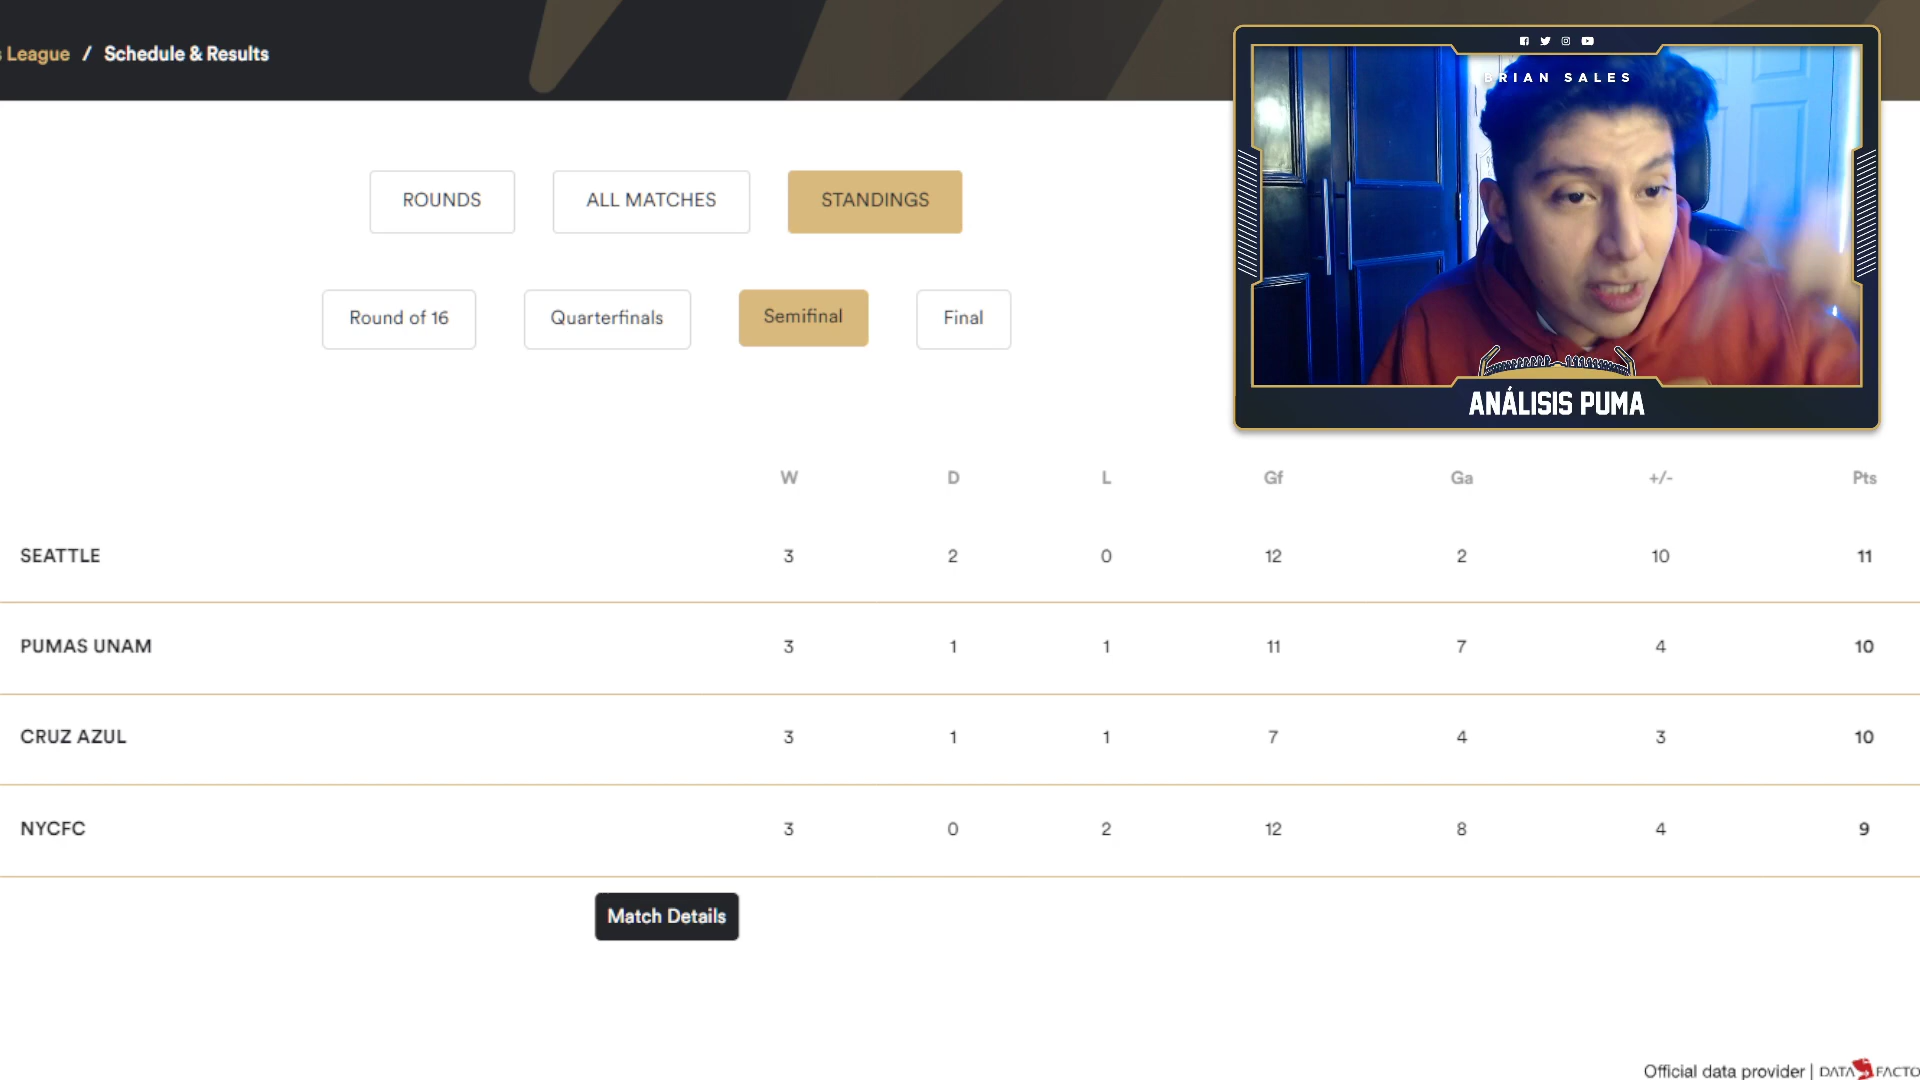 s League / Schedule & Results
BRIAN SALES
ROUNDS
ALL MATCHES
STANDINGS
Round of 16
Quarterfinals
Semifinal
Final
ANÁLISIS PUMA
W D L Gf Ga +/- Pts
SEATTLE 3 2 0 12 2 10 11
PUMAS UNAM 3 1 1 11 7 4 10
CRUZ AZUL 3 1 1 7 4 3 10
NYCFC 3 0 2 12 8 4 9
Match Details
Official data provider | DATAFACTO